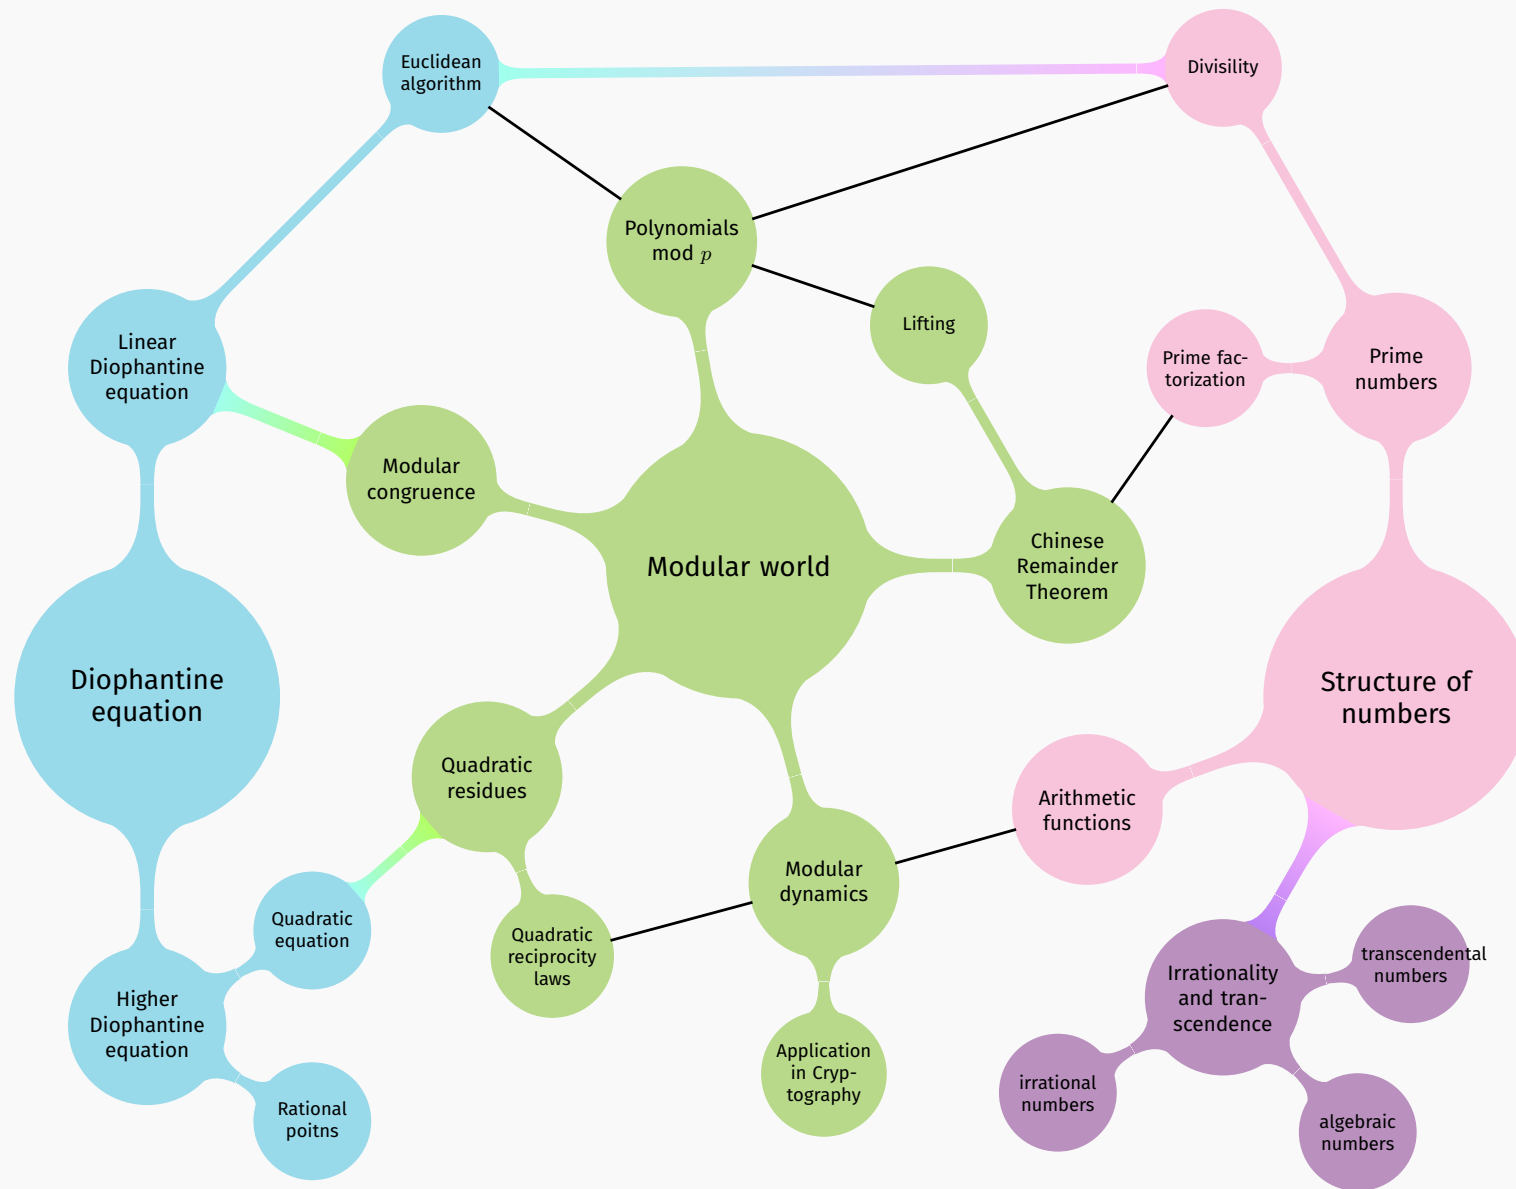 Euclidean
algorithm
Divisility
Polynomials
mod p
Lifting
Linear
Diophantine
equation
Prime fac-
torization
Prime
numbers
Modular
congruence
Modular world
Chinese
Remainder
Theorem
Diophantine
equation
Structure of
numbers
Quadratic
residues
Arithmetic
functions
Modular
dynamics
Quadratic
equation
Quadratic
reciprocity
laws
transcendental
numbers
Irrationality
and tran-
scendence
Higher
Diophantine
equation
Application
in Cryp-
tography
irrational
numbers
Rational
poitns
algebraic
numbers